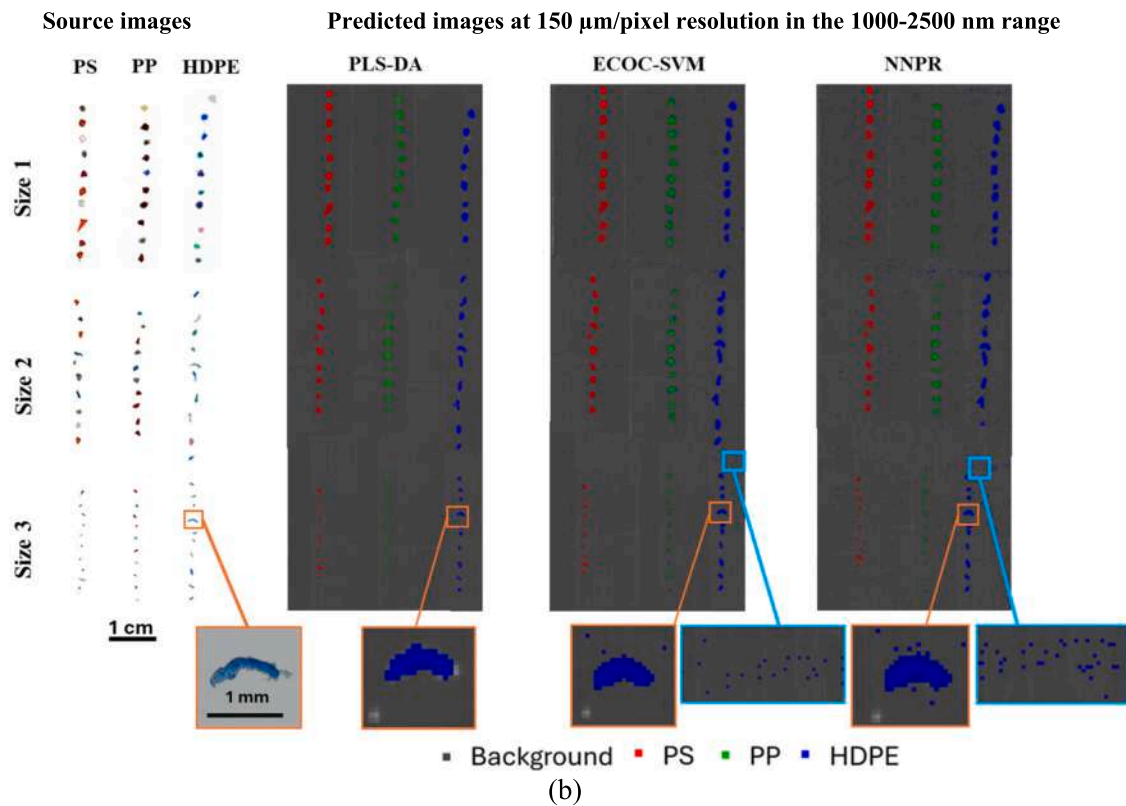 Source images
Predicted images at 150 µm/pixel resolution in the 1000-2500 nm range
PS PP HDPE
PLS-DA ECOC-SVM NNPR
Size 1
Size 2
Size 3
1 cm
1 mm
Background PS PP HDPE
(b)